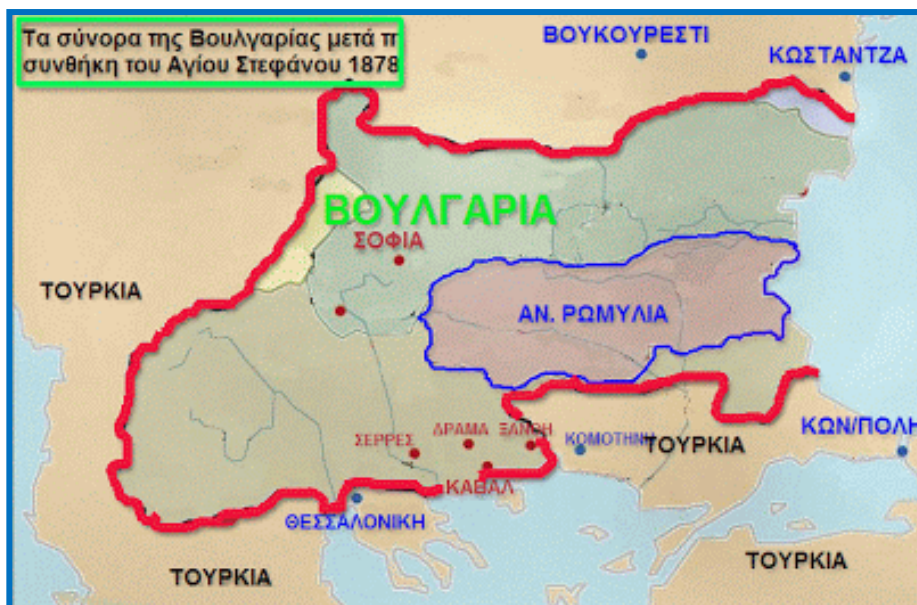 Τα σύνορα της Βουλγαρίας μετά
συνθήκη του Αγίου Στεφάνου 1878
ΒΟΥΚΟΥΡΕΣΤΙ
ΚΩΣΤΑΝΤΖΑ
ΒΟΥΛΓΑΡΙΑ
ΣΟΦΙΑ
ΤΟΥΡΚΙΑ
ΑΝ. ΡΩΜΥΛΙΑ
ΣΕΡΡΕΣ
ΔΡΑΜΑ
ΞΑΝΘΗ
ΚΟΜΟΤΗΝΗ
ΤΟΥΡΚΙΑ
ΚΩΝ/ΠΟΛΗ
ΚΑΒΑΛ
ΘΕΣΣΑΛΟΝΙΚΗ
ΤΟΥΡΚΙΑ
ΤΟΥΡΚΙΑ